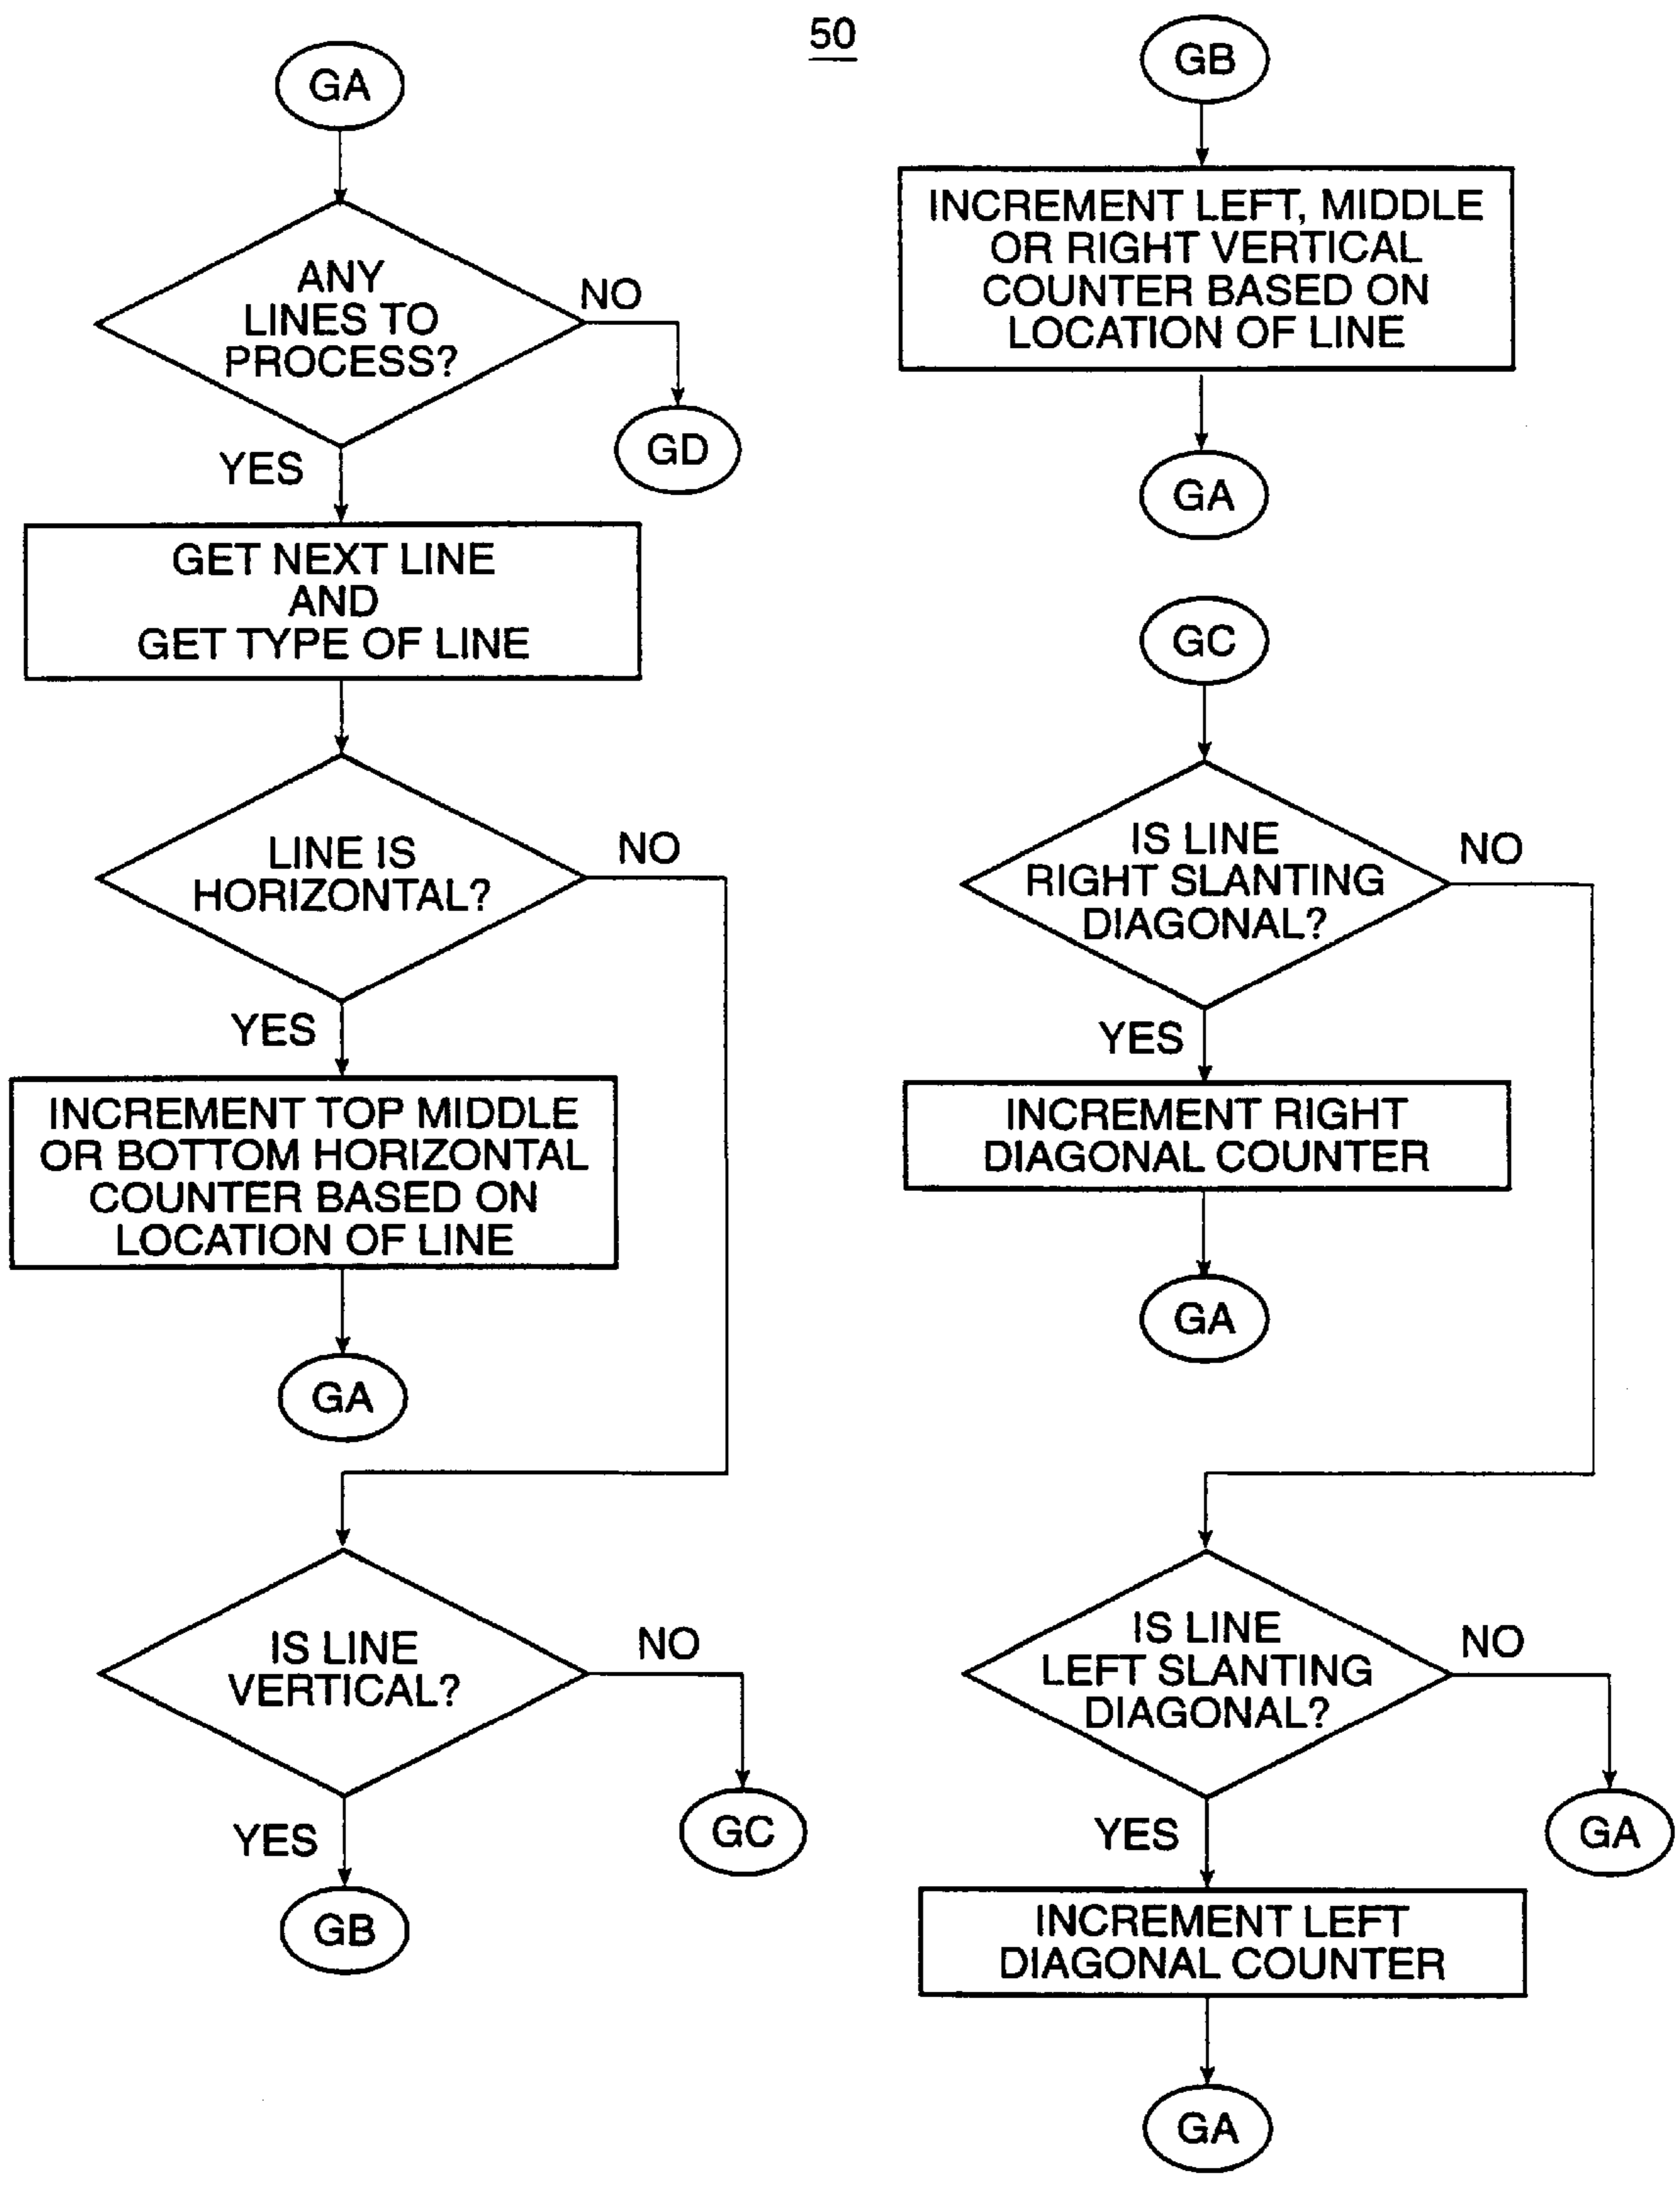 50
GA
ANY
LINES TO
PROCESS?
NO
GD
YES
GET NEXT LINE
AND
GET TYPE OF LINE
LINE IS
HORIZONTAL?
NO
YES
INCREMENT TOP MIDDLE
OR BOTTOM HORIZONTAL
COUNTER BASED ON
LOCATION OF LINE
GA
IS LINE
VERTICAL?
NO
GC
YES
GB
GB
INCREMENT LEFT, MIDDLE
OR RIGHT VERTICAL
COUNTER BASED ON
LOCATION OF LINE
GA
GC
IS LINE
RIGHT SLANTING
DIAGONAL?
NO
YES
INCREMENT RIGHT
DIAGONAL COUNTER
GA
IS LINE
LEFT SLANTING
DIAGONAL?
NO
GA
YES
INCREMENT LEFT
DIAGONAL COUNTER
GA